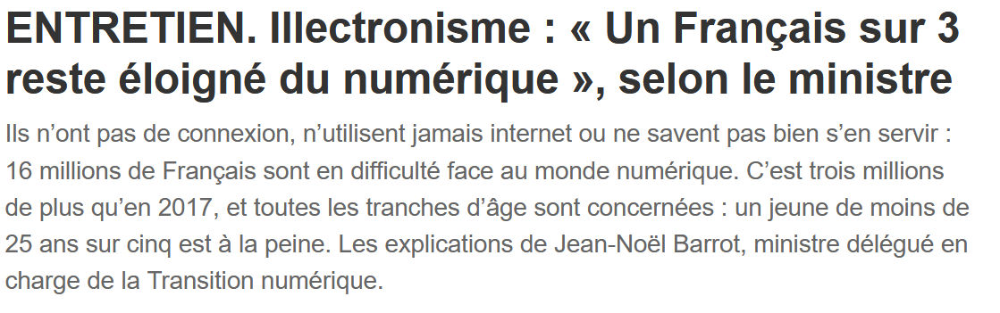 ENTRETIEN. Illectronisme : « Un Français sur 3
reste éloigné du numérique », selon le ministre
Ils n’ont pas de connexion, n’utilisent jamais internet ou ne savent pas bien s’en servir :
16 millions de Français sont en difficulté face au monde numérique. C’est trois millions
de plus qu’en 2017, et toutes les tranches d’âge sont concernées : un jeune de moins de
25 ans sur cinq est à la peine. Les explications de Jean-Noël Barrot, ministre délégué en
charge de la Transition numérique.